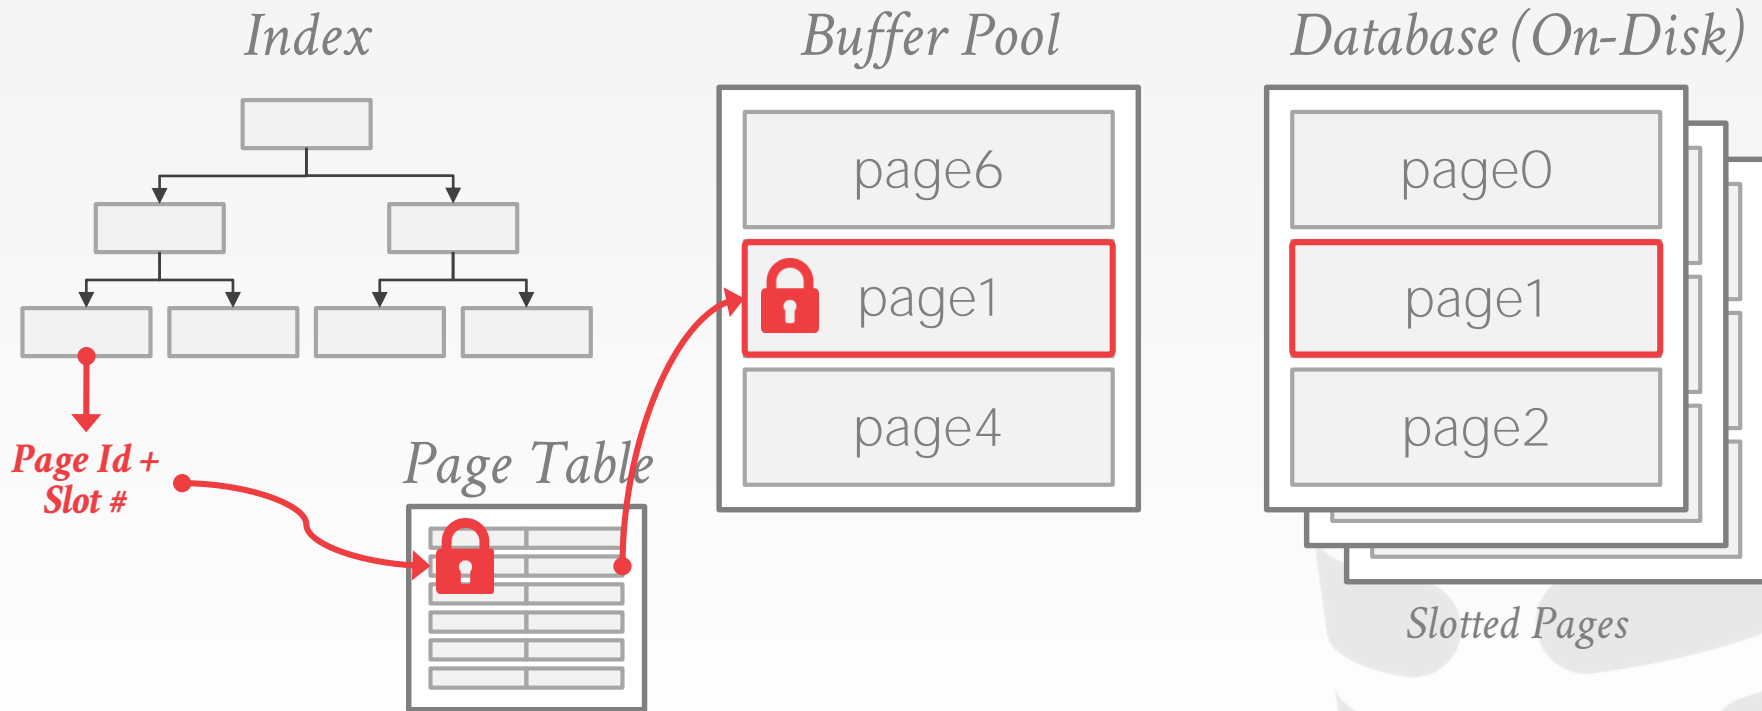 Index
Page Id +
Slot #
Page Table
Buffer Pool
page6
page1
page4
Database (On-Disk)
page0
page1
page2
Slotted Pages